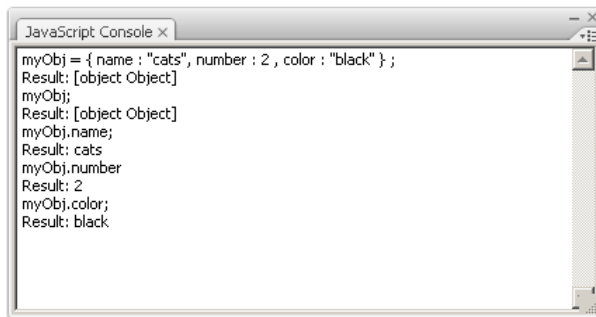 JavaScript Console
myObj = { name : "cats", number : 2 , color : "black" } ;
Result: [object Object]
myObj;
Result: [object Object]
myObj.name;
Result: cats
myObj.number
Result: 2
myObj.color;
Result: black